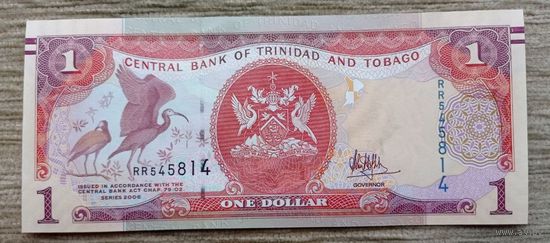 1
CENTRAL BANK OF TRINIDAD AND TOBAGO
1
RR545814
RR545814
ISSUED IN ACCORDANCE WITH THE
CENTRAL BANK ACT CHAP. 79:02
SERIES 2006
GOVERNOR
1
ONE DOLLAR
1